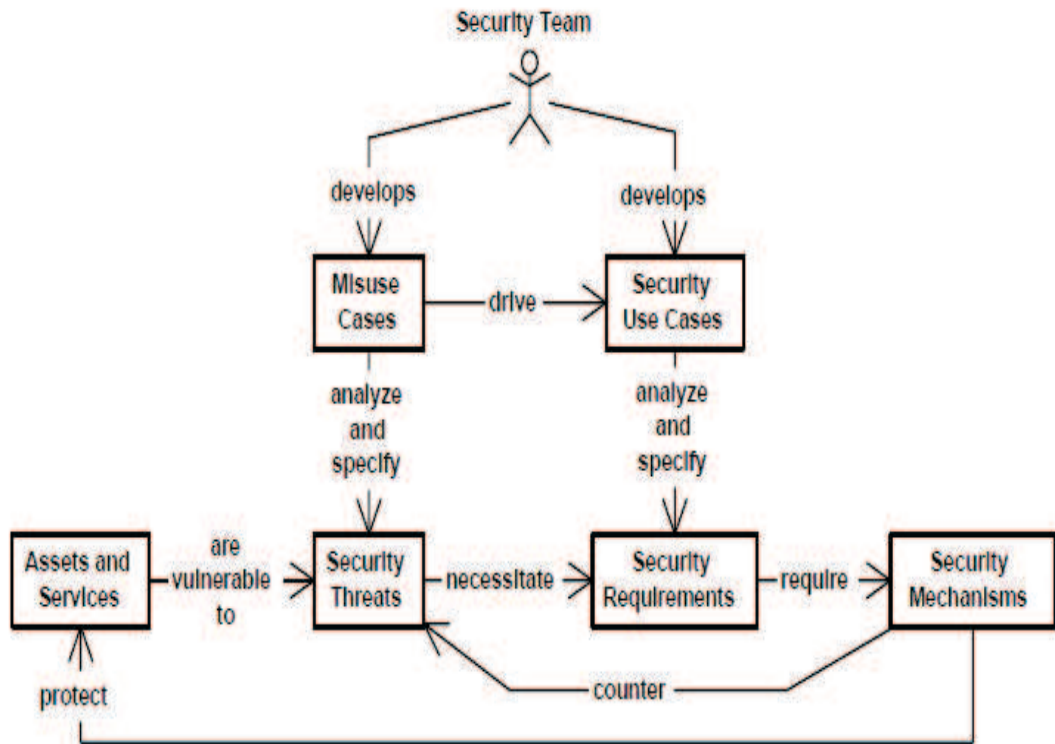 Security Team
develops
develops
Misuse
Cases
drive
Security
Use Cases
analyze
and
specify
analyze
and
specify
Assets and
Services
are
vulnerable
to
Security
Threats
necessitate
Security
Requirements
require
Security
Mechanisms
counter
protect